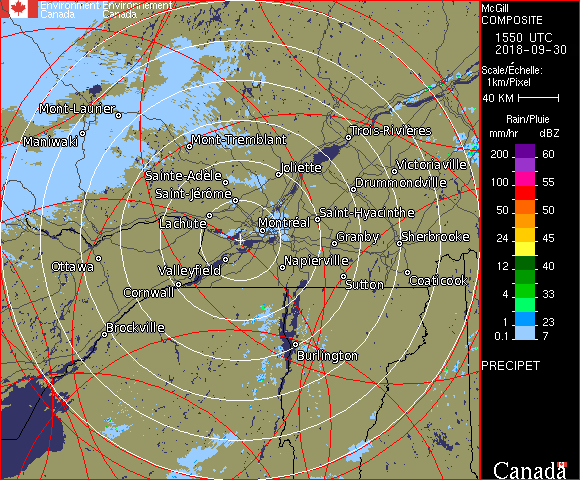 Environment Environnement
Canada Canada
McGill
COMPOSITE
1550 UTC
2018-09-30
Scale/Échelle:
1km/Pixel
40 KM
Rain/Pluie
mm/hr dBZ
200 60
100 55
50 50
24 45
12 40
4 33
1 23
0.1 7
PRECIPET
Canada
Mont-Laurier
Maniwaki
Mont-Tremblant
Trois-Rivières
Sainte-Adèle
Joliette
Victoriaville
Saint-Jérôme
Drummondville
Lachute
Montréal
Saint-Hyacinthe
Granby
Sherbrooke
Ottawa
Valleyfield
Napierville
Cornwall
Sutton
Coaticook
Brockville
Burlington